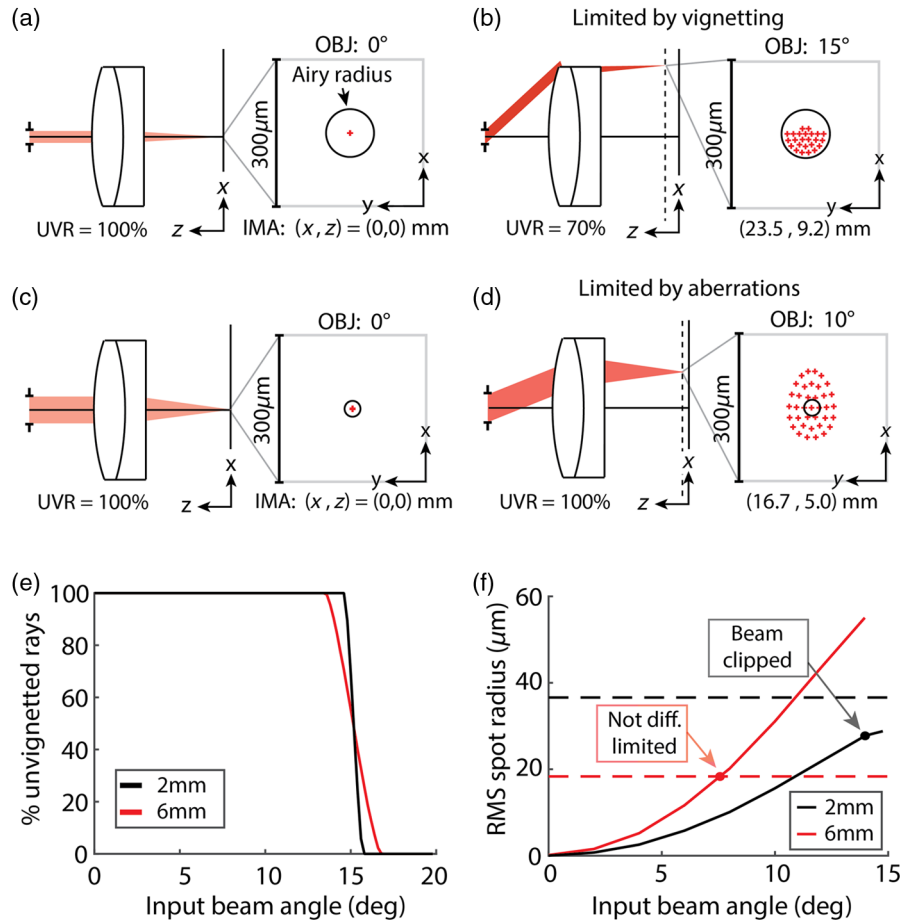 (a)
OBJ: 0°
Airy radius
300μm
x
x
y
z
UVR = 100%
IMA: (x , z) = (0,0) mm
(b)
Limited by vignetting
OBJ: 15°
300μm
x
x
y
z
UVR = 70%
(23.5 , 9.2) mm
(c)
OBJ: 0°
300μm
x
x
y
z
UVR = 100%
IMA: (x , z) = (0,0) mm
(d)
Limited by aberrations
OBJ: 10°
300μm
x
x
y
z
UVR = 100%
(16.7 , 5.0) mm
(e)
% unvignetted rays
100
80
60
40
20
0
2mm
6mm
0
5
10
15
20
Input beam angle (deg)
(f)
RMS spot radius (μm)
60
40
20
0
Beam
clipped
Not diff.
limited
2mm
6mm
0
5
10
15
Input beam angle (deg)